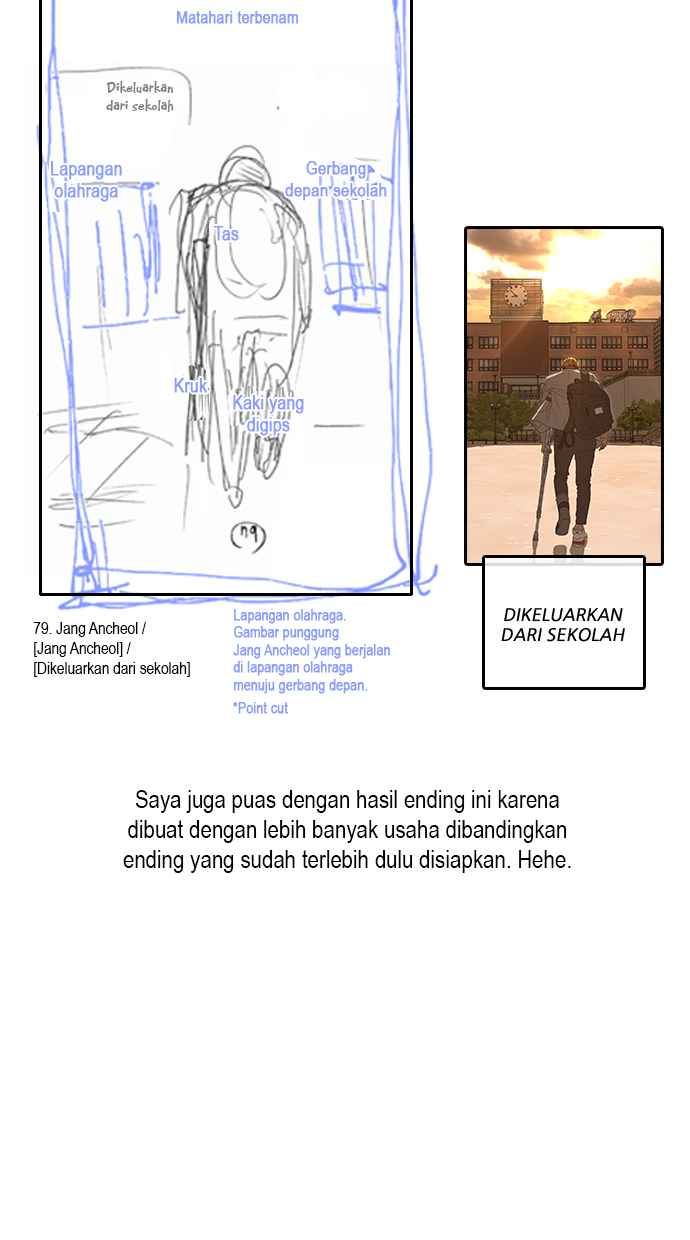 Matahari terbenam
Dikeluarkan
dari sekolah
Lapangan
olahraga
Gerbang
depan sekolah
Tas
Kruk
Kaki yang
digips
79
79. Jang Ancheol /
[Jang Ancheol] /
[Dikeluarkan dari sekolah]
Lapangan olahraga.
Gambar punggung
Jang Ancheol yang berjalan
di lapangan olahraga
menuju gerbang depan.
*Point cut
DIKELUARKAN
DARI SEKOLAH
Saya juga puas dengan hasil ending ini karena
dibuat dengan lebih banyak usaha dibandingkan
ending yang sudah terlebih dulu disiapkan. Hehe.